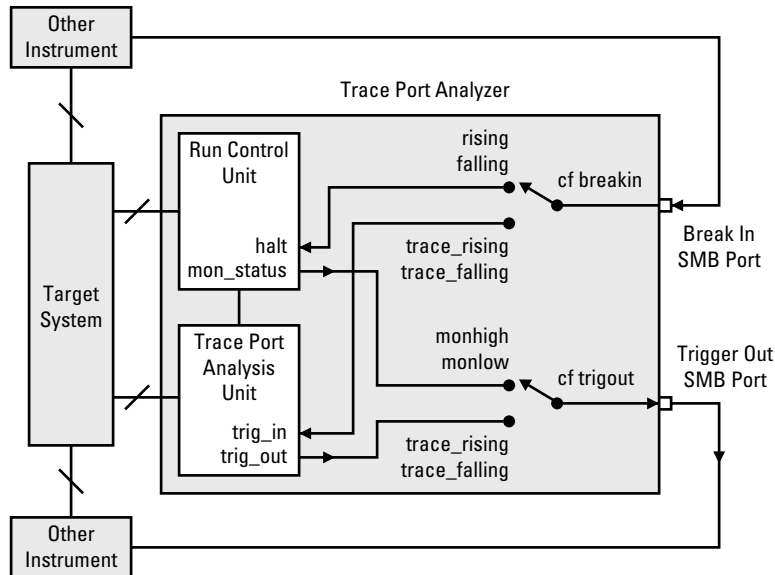 Other
Instrument
Trace Port Analyzer
Run Control
Unit
halt
mon_status
rising
falling
cf breakin
trace_rising
trace_falling
Break In
SMB Port
Target
System
Trace Port
Analysis
Unit
trig_in
trig_out
monhigh
monlow
cf trigout
trace_rising
trace_falling
Trigger Out
SMB Port
Other
Instrument